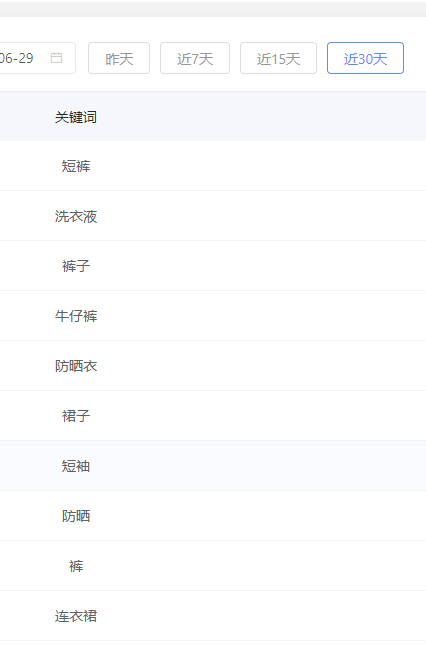 06-29 昨天 近7天 近15天 近30天
关键词
短裤
洗衣液
裤子
牛仔裤
防晒衣
裙子
短袖
防晒
裤
连衣裙